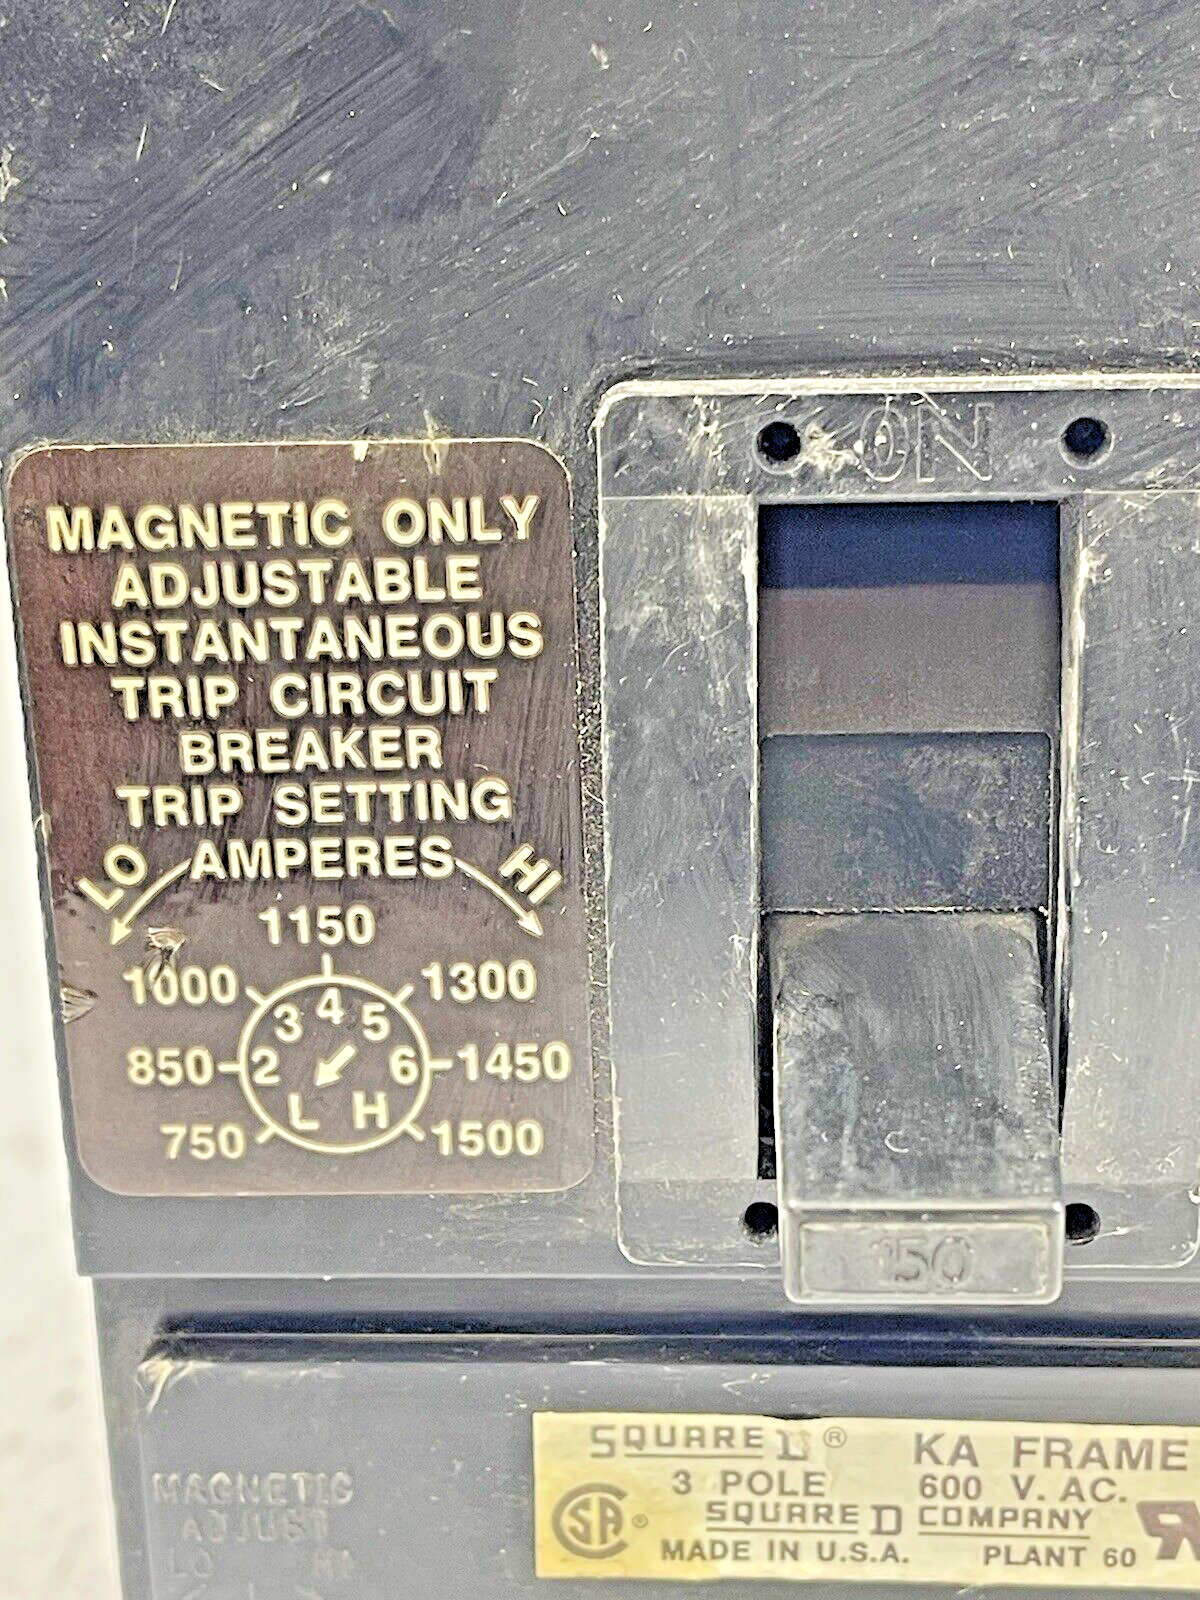 MAGNETIC ONLY
ADJUSTABLE
INSTANTANEOUS
TRIP CIRCUIT
BREAKER
TRIP SETTING
AMPERES
LO HI
1150
1000 1300
3 4 5
850 2 6 1450
L H
750 1500
ON
150
MAGNETIC
ADJUST
LO
SQUARE D ® KA FRAME
3 POLE 600 V. AC.
SA ® SQUARE D COMPANY
MADE IN U.S.A. PLANT 60